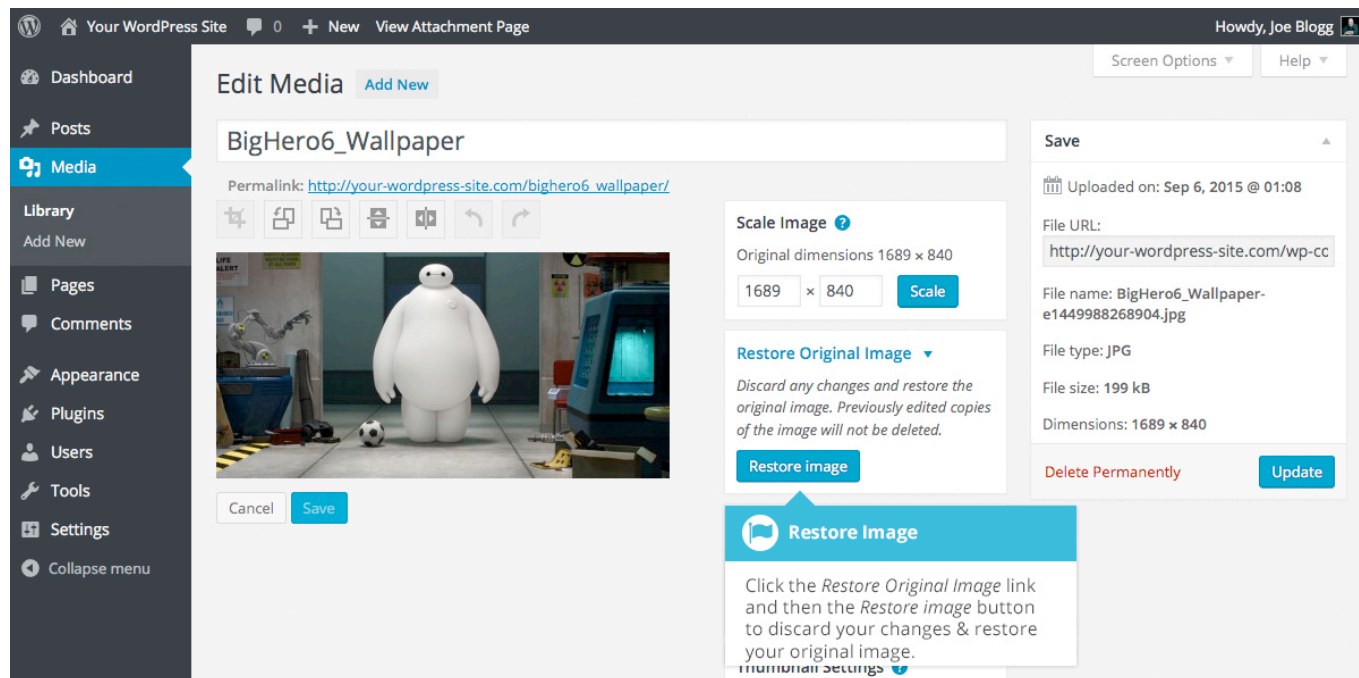 Your WordPress Site 0 New View Attachment Page Howdy, Joe Blogg
Screen Options Help
Dashboard
Posts
Media
Library
Add New
Pages
Comments
Appearance
Plugins
Users
Tools
Settings
Collapse menu
Edit Media Add New
BigHero6_Wallpaper
Permalink: http://your-wordpress-site.com/bighero6_wallpaper/
LIFE
ALERT
Cancel Save
Scale Image ?
Original dimensions 1689 × 840
1689 × 840 Scale
Restore Original Image
Discard any changes and restore the
original image. Previously edited copies
of the image will not be deleted.
Restore image
Restore Image
Click the Restore Original Image link
and then the Restore image button
to discard your changes & restore
your original image.
Thumbnail Settings ?
Save
Uploaded on: Sep 6, 2015 @ 01:08
File URL:
http://your-wordpress-site.com/wp-cc
File name: BigHero6_Wallpaper-
e1449988268904.jpg
File type: JPG
File size: 199 kB
Dimensions: 1689 × 840
Delete Permanently Update